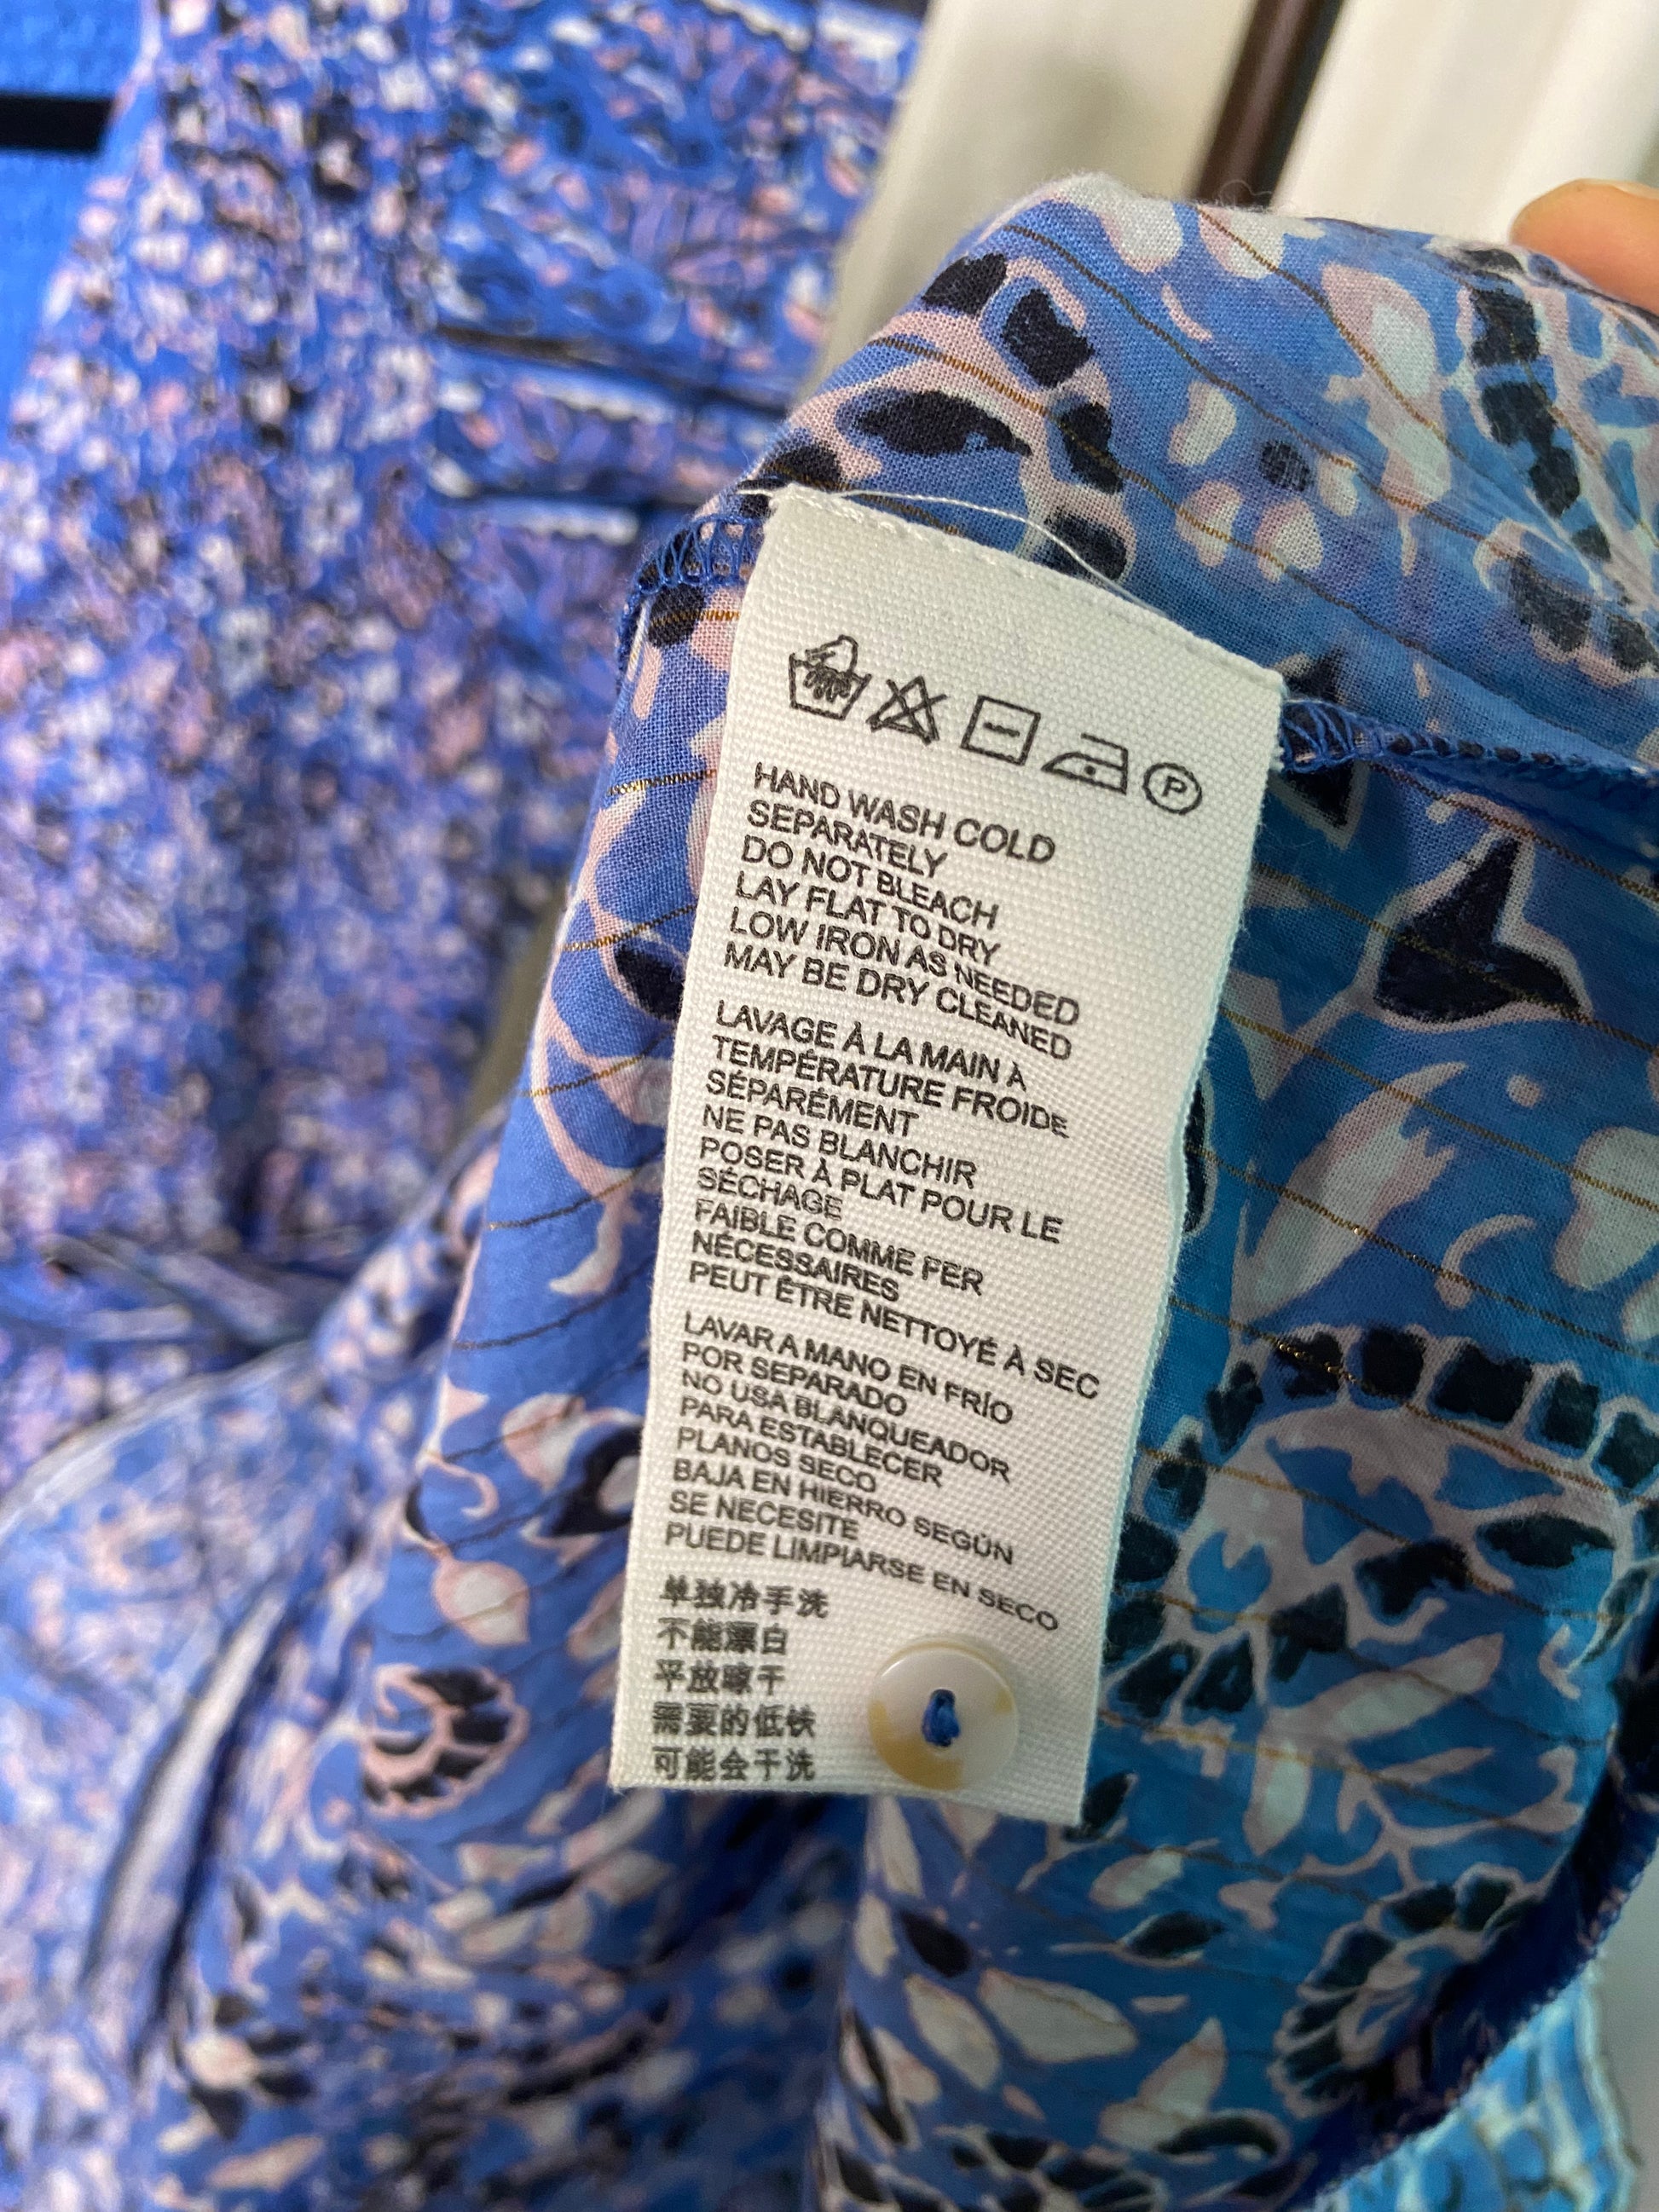 P
HAND WASH COLD
SEPARATELY
DO NOT BLEACH
LAY FLAT TO DRY
LOW IRON AS NEEDED
MAY BE DRY CLEANED
LAVAGE À LA MAIN À
TEMPÉRATURE FROIDE
SÉPARÉMENT
NE PAS BLANCHIR
POSER À PLAT POUR LE
SÉCHAGE
FAIBLE COMME FER
NÉCESSAIRES
PEUT ÊTRE NETTOYÉ À SEC
LAVAR A MANO EN FRÍO
POR SEPARADO
NO USA BLANQUEADOR
PARA ESTABLECER
PLANOS SECO
BAJA EN HIERRO SEGÚN
SE NECESITE
PUEDE LIMPIARSE EN SECO
单独冷手洗
不能漂白
平放晾干
需要的低铁
可能会干洗